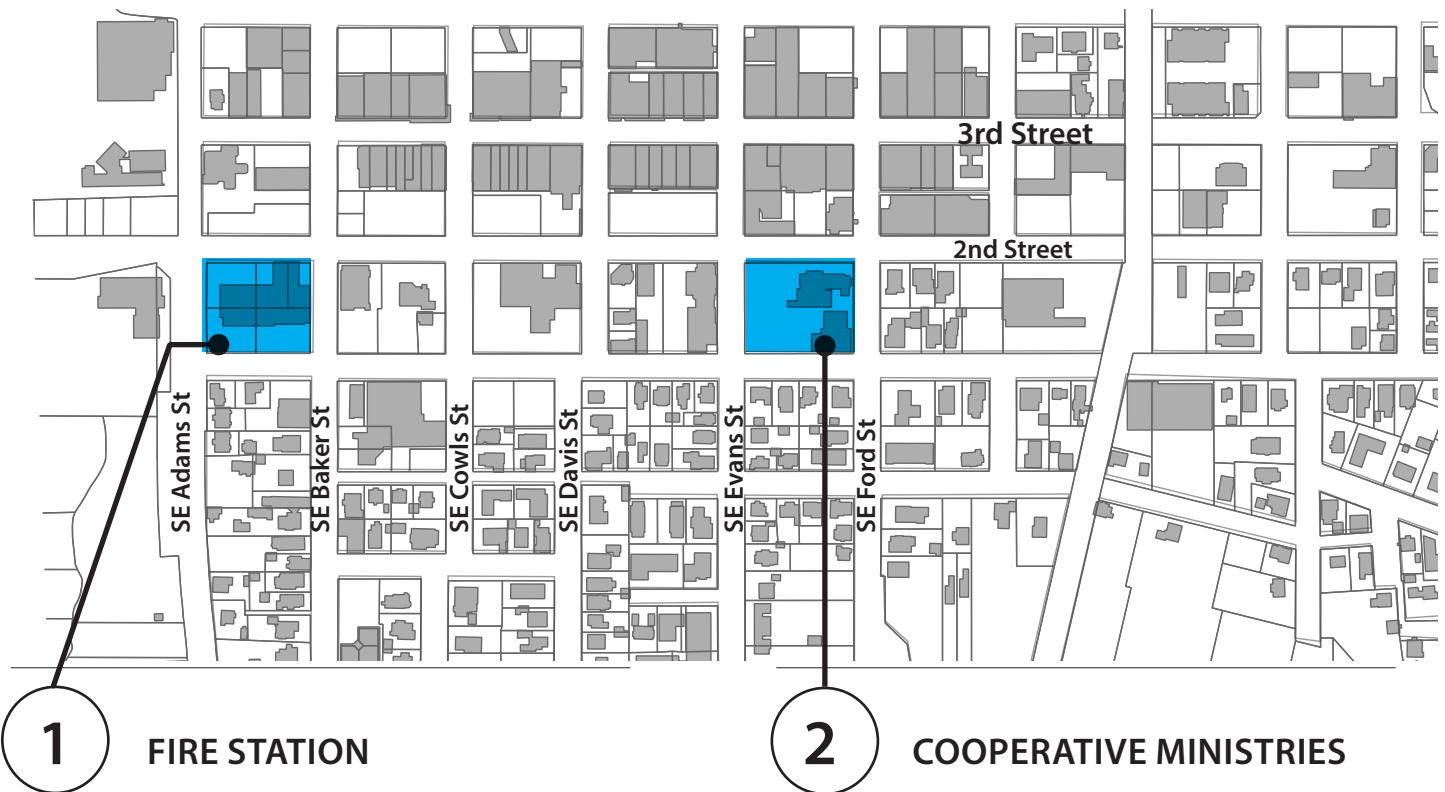 3rd Street
2nd Street
SE Adams St
SE Baker St
SE Cowls St
SE Davis St
SE Evans St
SE Ford St
1 FIRE STATION
2 COOPERATIVE MINISTRIES